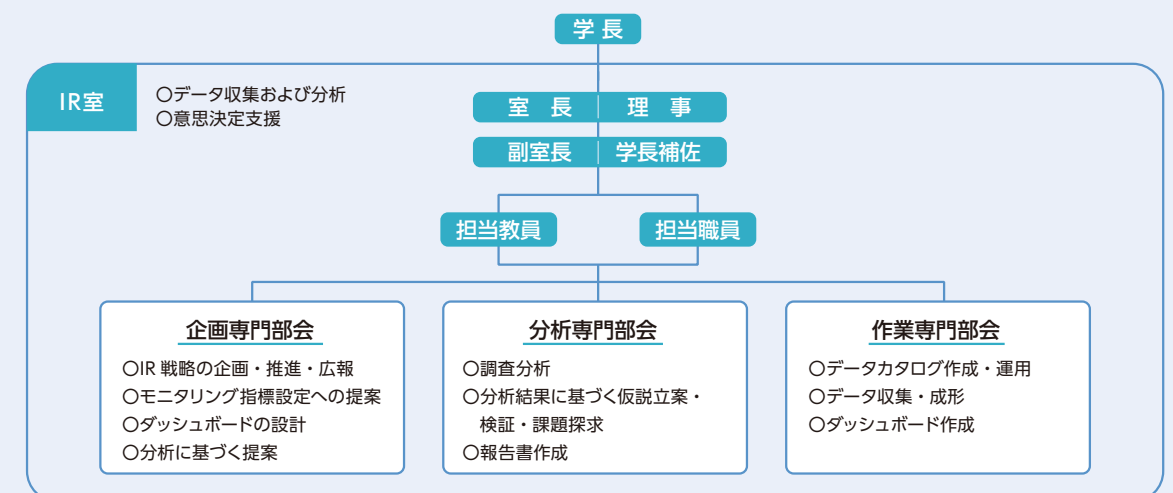 学 長
IR室
〇データ収集および分析
〇意思決定支援
室 長 理 事
副室長 学長補佐
担当教員 担当職員
企画専門部会
〇IR 戦略の企画・推進・広報
〇モニタリング指標設定への提案
〇ダッシュボードの設計
〇分析に基づく提案
分析専門部会
〇調査分析
〇分析結果に基づく仮説立案・
検証・課題探求
〇報告書作成
作業専門部会
〇データカタログ作成・運用
〇データ収集・成形
〇ダッシュボード作成